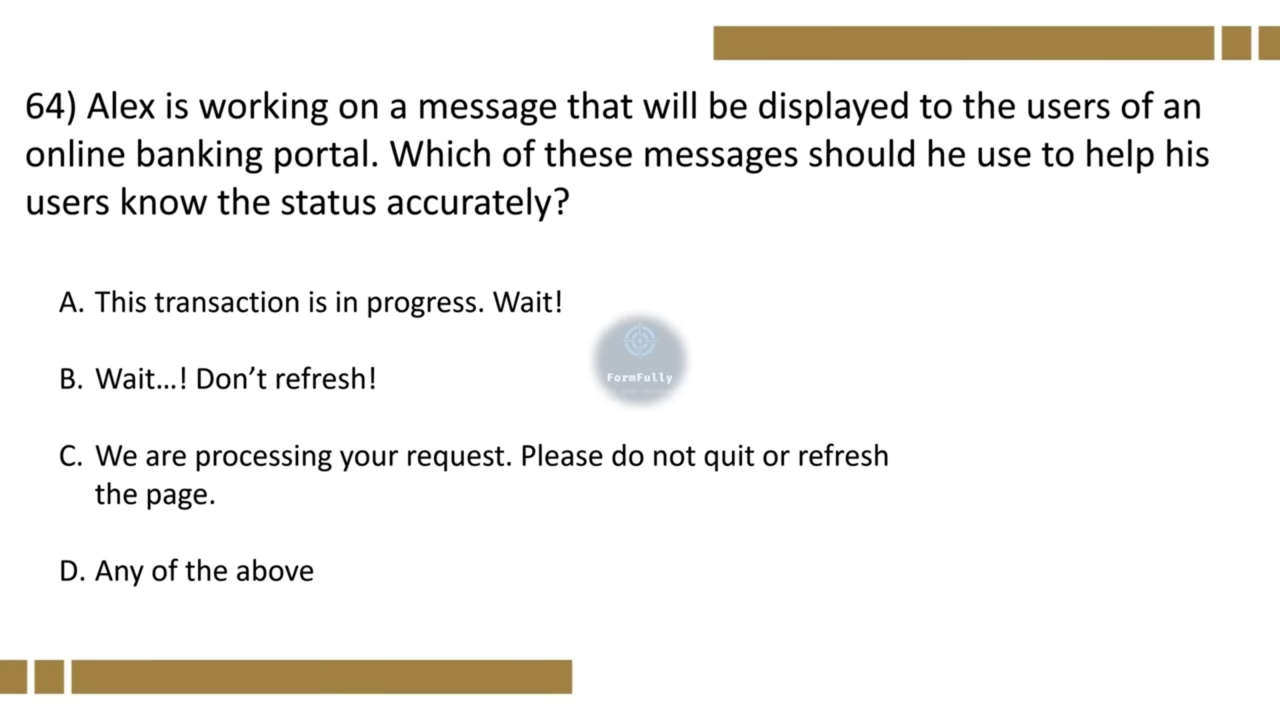 64) Alex is working on a message that will be displayed to the users of an
online banking portal. Which of these messages should he use to help his
users know the status accurately?
A. This transaction is in progress. Wait!
B. Wait...! Don’t refresh!
FormFully
C. We are processing your request. Please do not quit or refresh
the page.
D. Any of the above